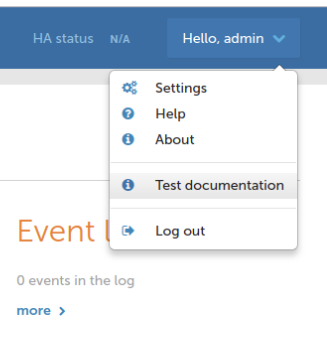 HA status N/A Hello, admin
Settings
Help
About
Test documentation
Log out
Event
0 events in the log
more